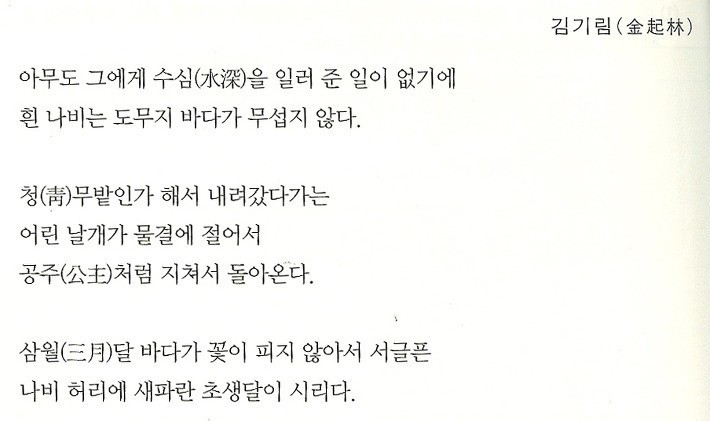 김기림(金起林)
아무도 그에게 수심(水深)을 일러 준 일이 없기에
흰 나비는 도무지 바다가 무섭지 않다.
청(靑)무밭인가 해서 내려갔다가는
어린 날개가 물결에 절어서
공주(公主)처럼 지쳐서 돌아온다.
삼월(三月)달 바다가 꽃이 피지 않아서 서글픈
나비 허리에 새파란 초생달이 시리다.